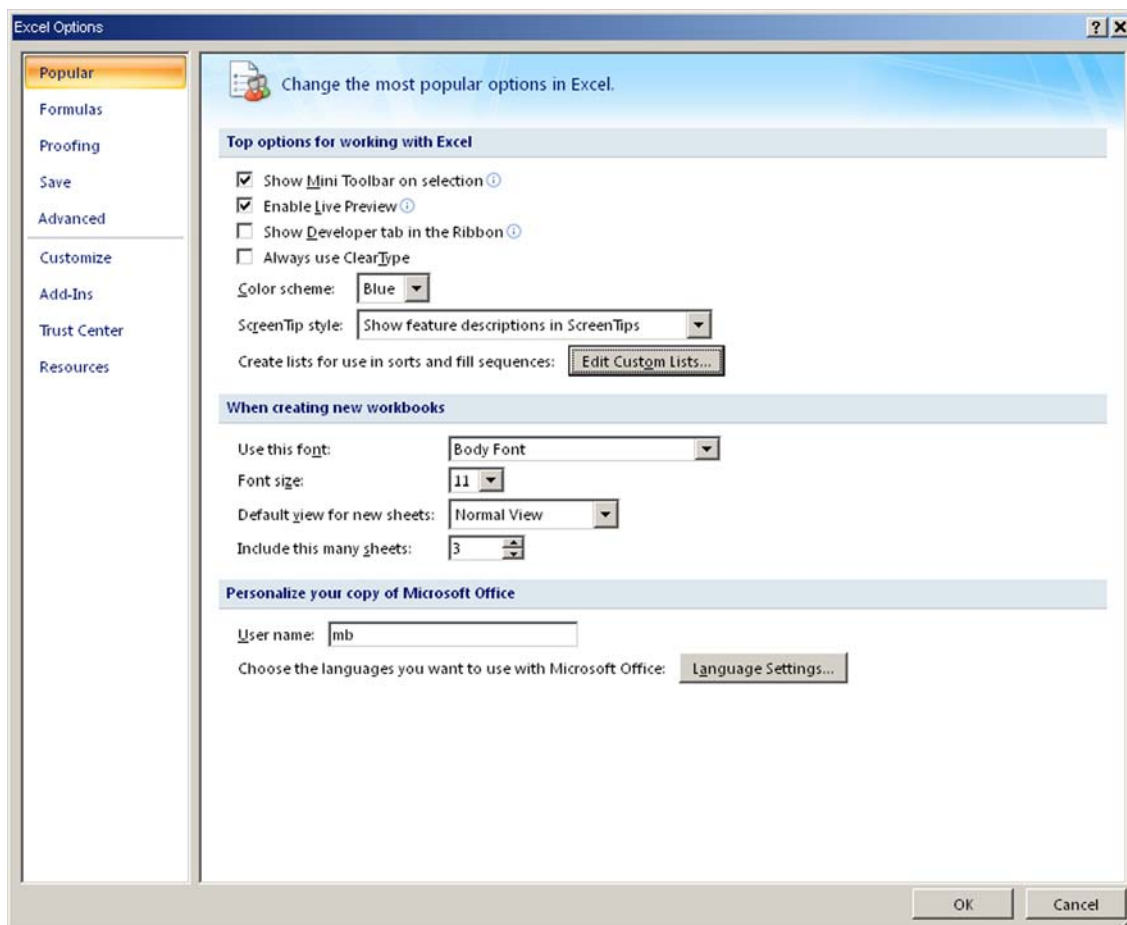 Excel Options
Popular
Formulas
Proofing
Save
Advanced
Customize
Add-Ins
Trust Center
Resources
Change the most popular options in Excel.
Top options for working with Excel
Show Mini Toolbar on selection
Enable Live Preview
Show Developer tab in the Ribbon
Always use ClearType
Color scheme: Blue
ScreenTip style: Show feature descriptions in ScreenTips
Create lists for use in sorts and fill sequences: Edit Custom Lists...
When creating new workbooks
Use this font: Body Font
Font size: 11
Default view for new sheets: Normal View
Include this many sheets: 3
Personalize your copy of Microsoft Office
User name: mb
Choose the languages you want to use with Microsoft Office: Language Settings...
OK Cancel